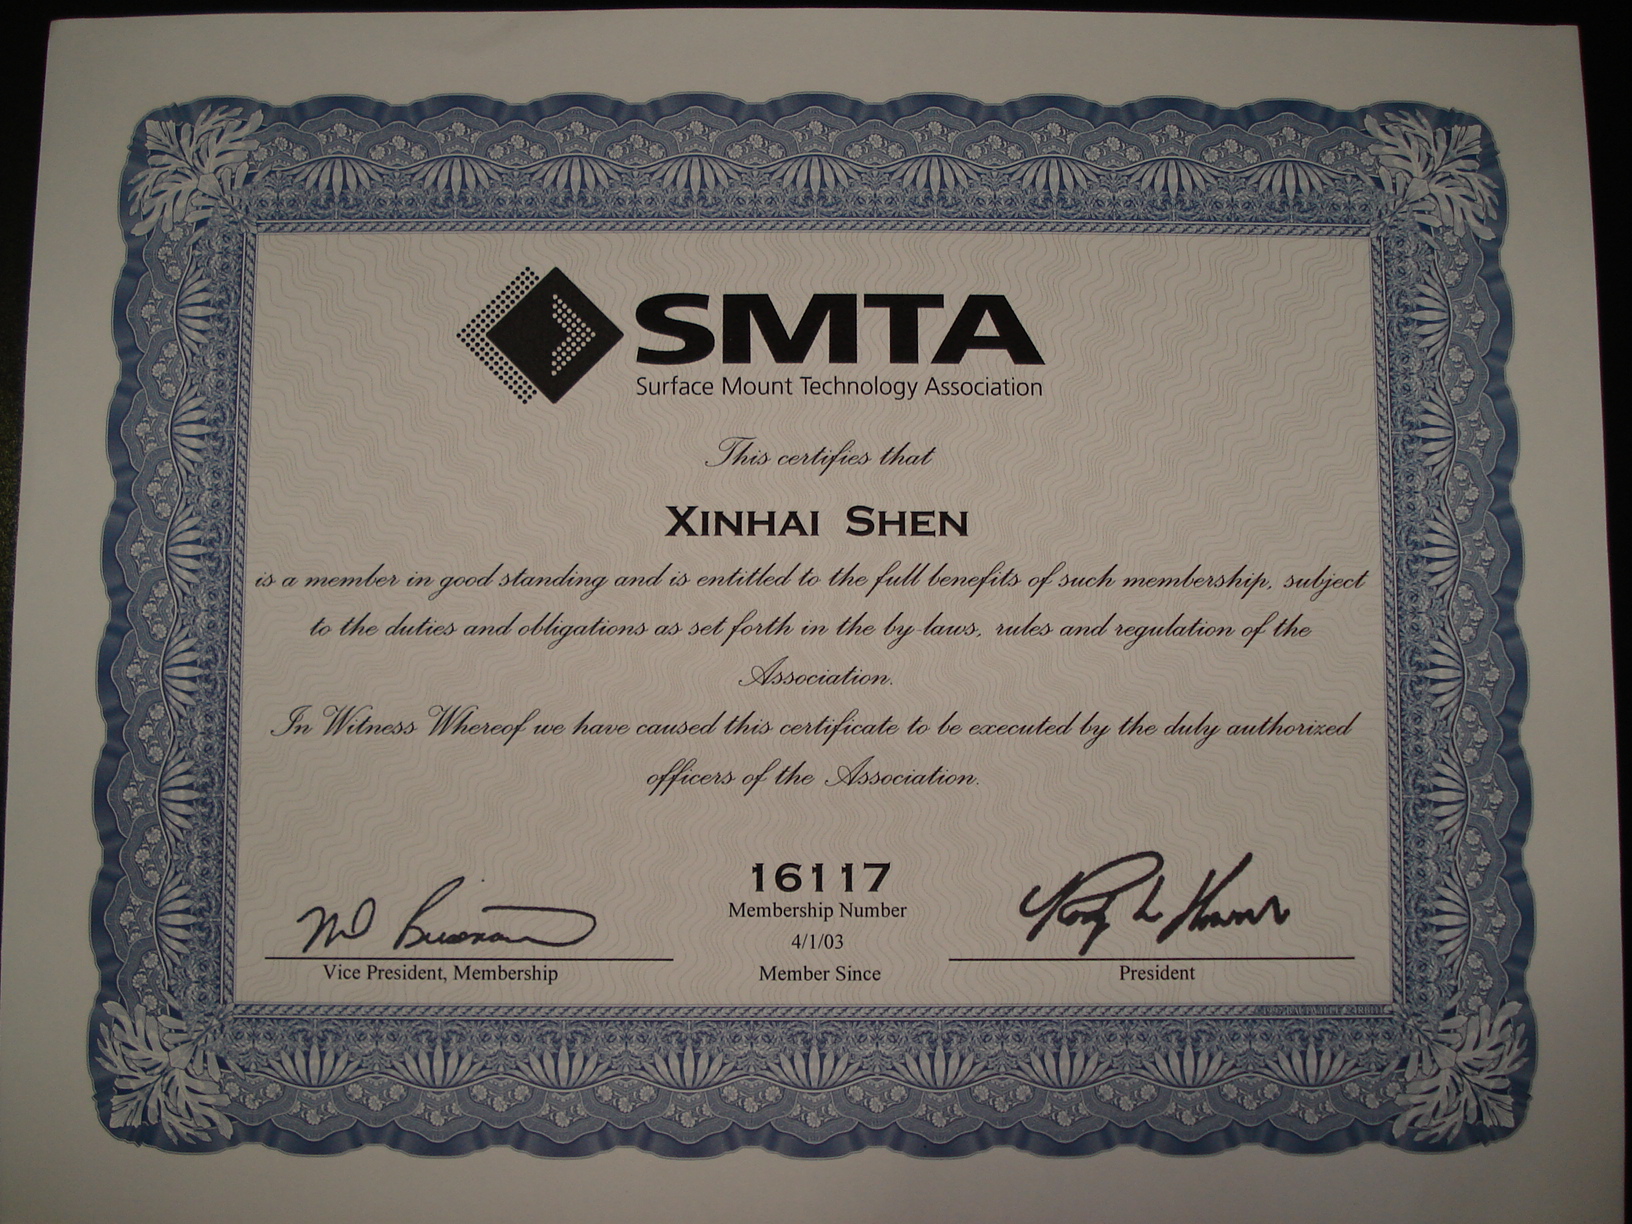 SMTA
Surface Mount Technology Association
This certifies that
XINHAI SHEN
is a member in good standing and is entitled to the full benefits of such membership, subject
to the duties and obligations as set forth in the by-laws, rules and regulation of the
Association.
In Witness Whereof we have caused this certificate to be executed by the duly authorized
officers of the Association.
16117
Membership Number
4/1/03
Member Since
Vice President, Membership
President